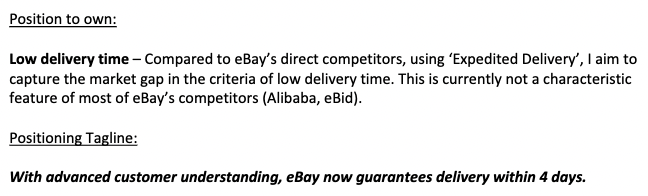 Position to own:
Low delivery time – Compared to eBay’s direct competitors, using ‘Expedited Delivery’, I aim to
capture the market gap in the criteria of low delivery time. This is currently not a characteristic
feature of most of eBay’s competitors (Alibaba, eBid).
Positioning Tagline:
With advanced customer understanding, eBay now guarantees delivery within 4 days.